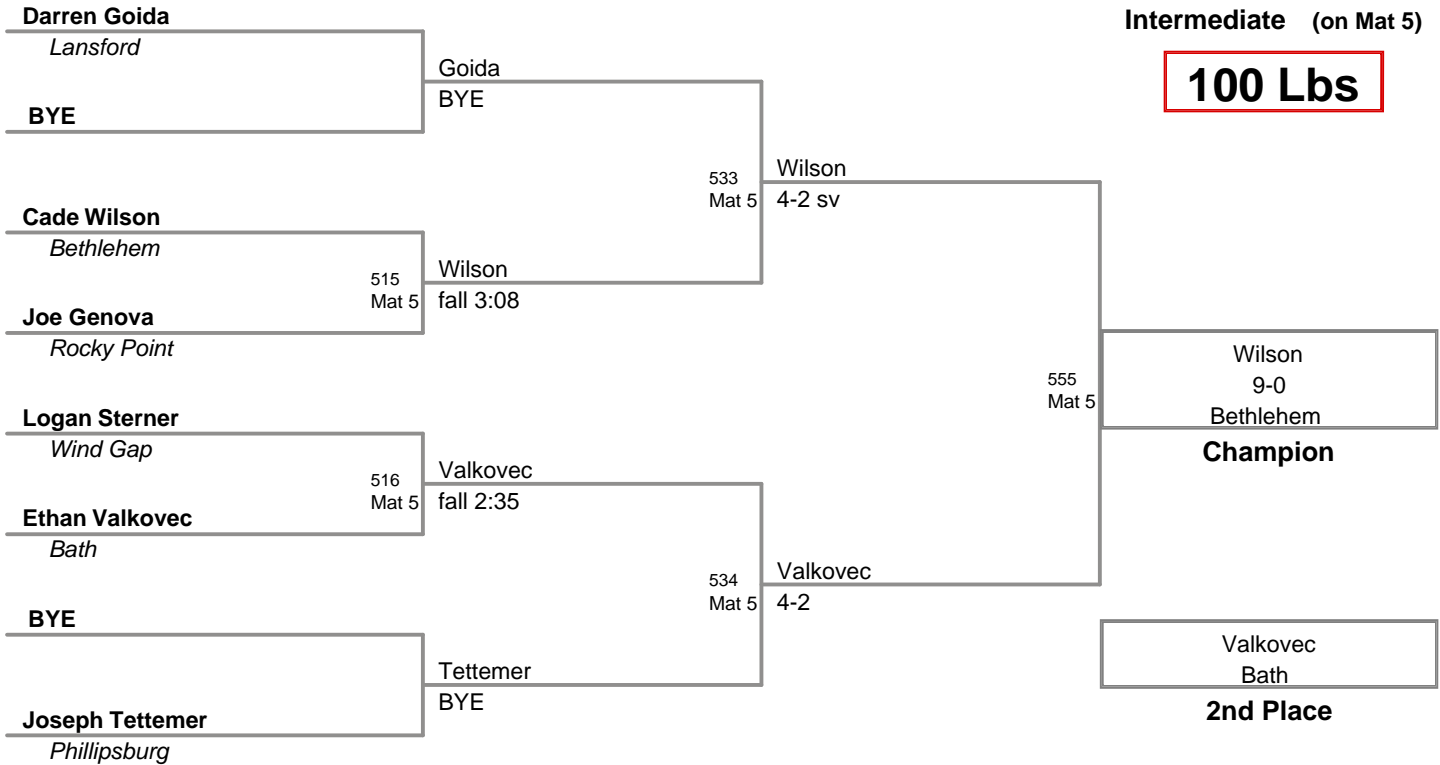 Darren Goida
Lansford
BYE
Cade Wilson
Bethlehem
Joe Genova
Rocky Point
Logan Sterner
Wind Gap
Ethan Valkovec
Bath
BYE
Joseph Tettemer
Phillipsburg
Goida
BYE
515
Mat 5
Wilson
fall 3:08
516
Mat 5
Valkovec
fall 2:35
Tettemer
BYE
533
Mat 5
Wilson
4-2 sv
534
Mat 5
Valkovec
4-2
Intermediate (on Mat 5)
100 Lbs
555
Mat 5
Wilson
9-0
Bethlehem
Champion
Valkovec
Bath
2nd Place